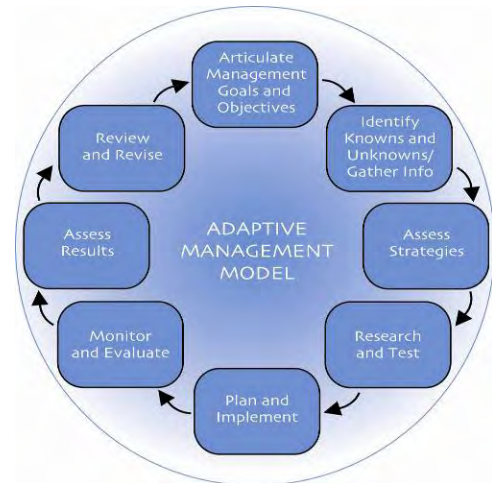 Articulate
Management
Goals and
Objectives
Identify
Knowns and
Unknowns/
Gather Info
Assess
Strategies
Research
and Test
Plan and
Implement
Monitor
and Evaluate
Assess
Results
Review
and Revise
ADAPTIVE
MANAGEMENT
MODEL